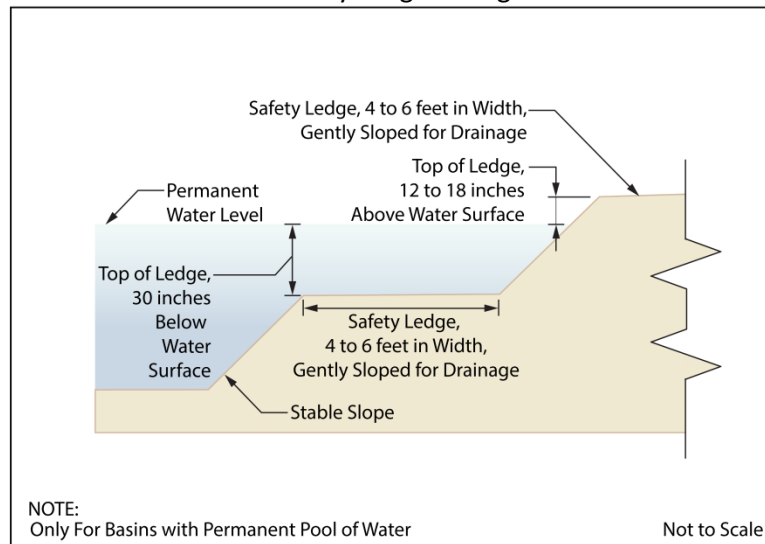 Safety Ledge, 4 to 6 feet in Width,
Gently Sloped for Drainage
Top of Ledge,
12 to 18 inches
Above Water Surface
Permanent
Water Level
Top of Ledge,
30 inches
Below
Water
Surface
Safety Ledge,
4 to 6 feet in Width,
Gently Sloped for Drainage
Stable Slope
NOTE:
Only For Basins with Permanent Pool of Water
Not to Scale